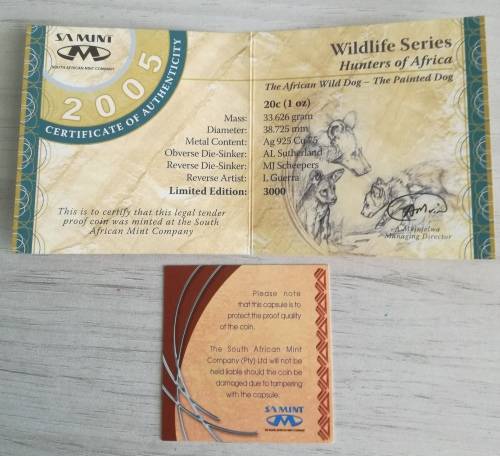 SA MINT
SOUTH AFRICAN MINT COMPANY
2005
CERTIFICATE OF AUTHENTICITY
Wildlife Series
Hunters of Africa
The African Wild Dog – The Painted Dog
20c (1 oz)
Mass: 33.626 gram
Diameter: 38.725 mm
Metal Content: Ag 925 Cu 75
Obverse Die-Sinker: AL Sutherland
Reverse Die-Sinker: MJ Scheepers
Reverse Artist: L Guerra
Limited Edition: 3000
This is to certify that this legal tender
proof coin was minted at the South
African Mint Company
Managing Director
Please note
that this capsule is to
protect the proof quality
of the coin.
The South African Mint
Company (Pty) Ltd will not be
held liable should the coin be
damaged due to tampering
with the capsule.
SA MINT
SOUTH AFRICAN MINT COMPANY